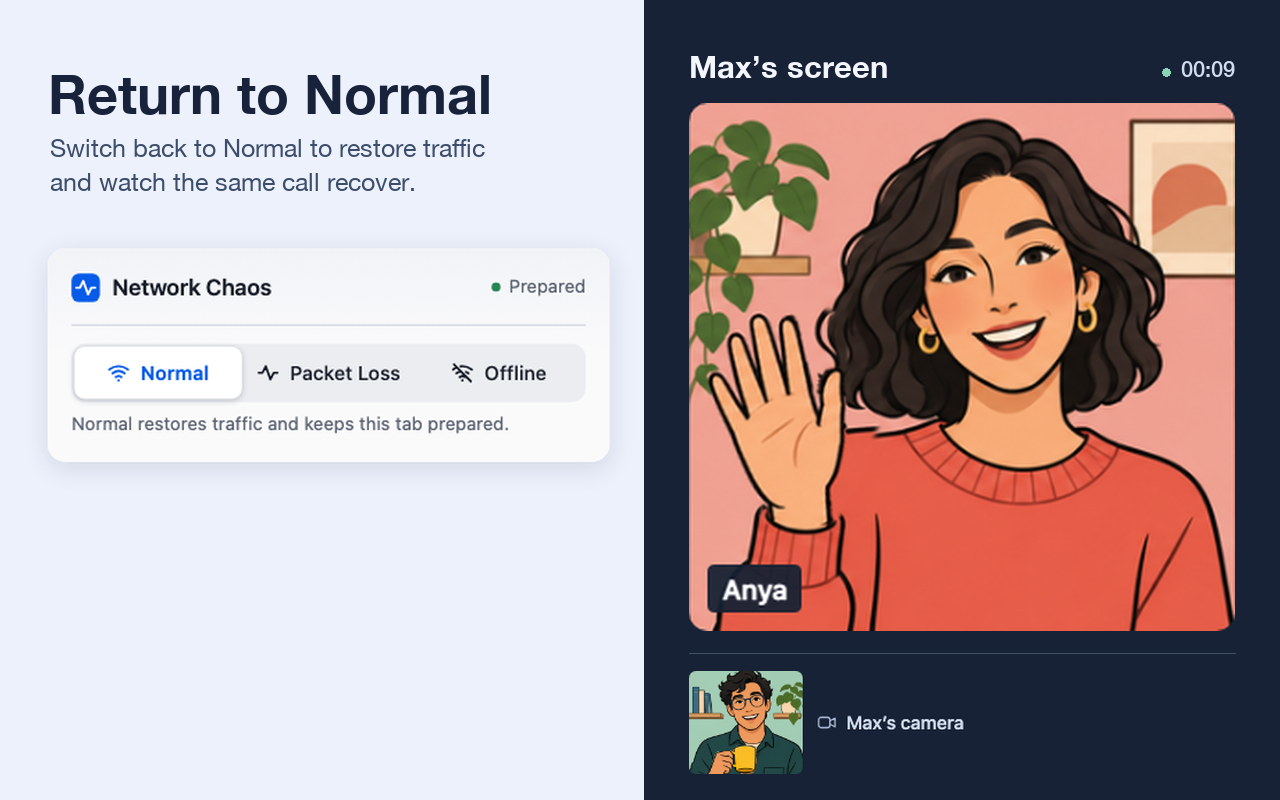 Return to Normal
Switch back to Normal to restore traffic
and watch the same call recover.
Network Chaos
Prepared
Normal
Packet Loss
Offline
Normal restores traffic and keeps this tab prepared.
Max’s screen
00:09
Anya
Max’s camera